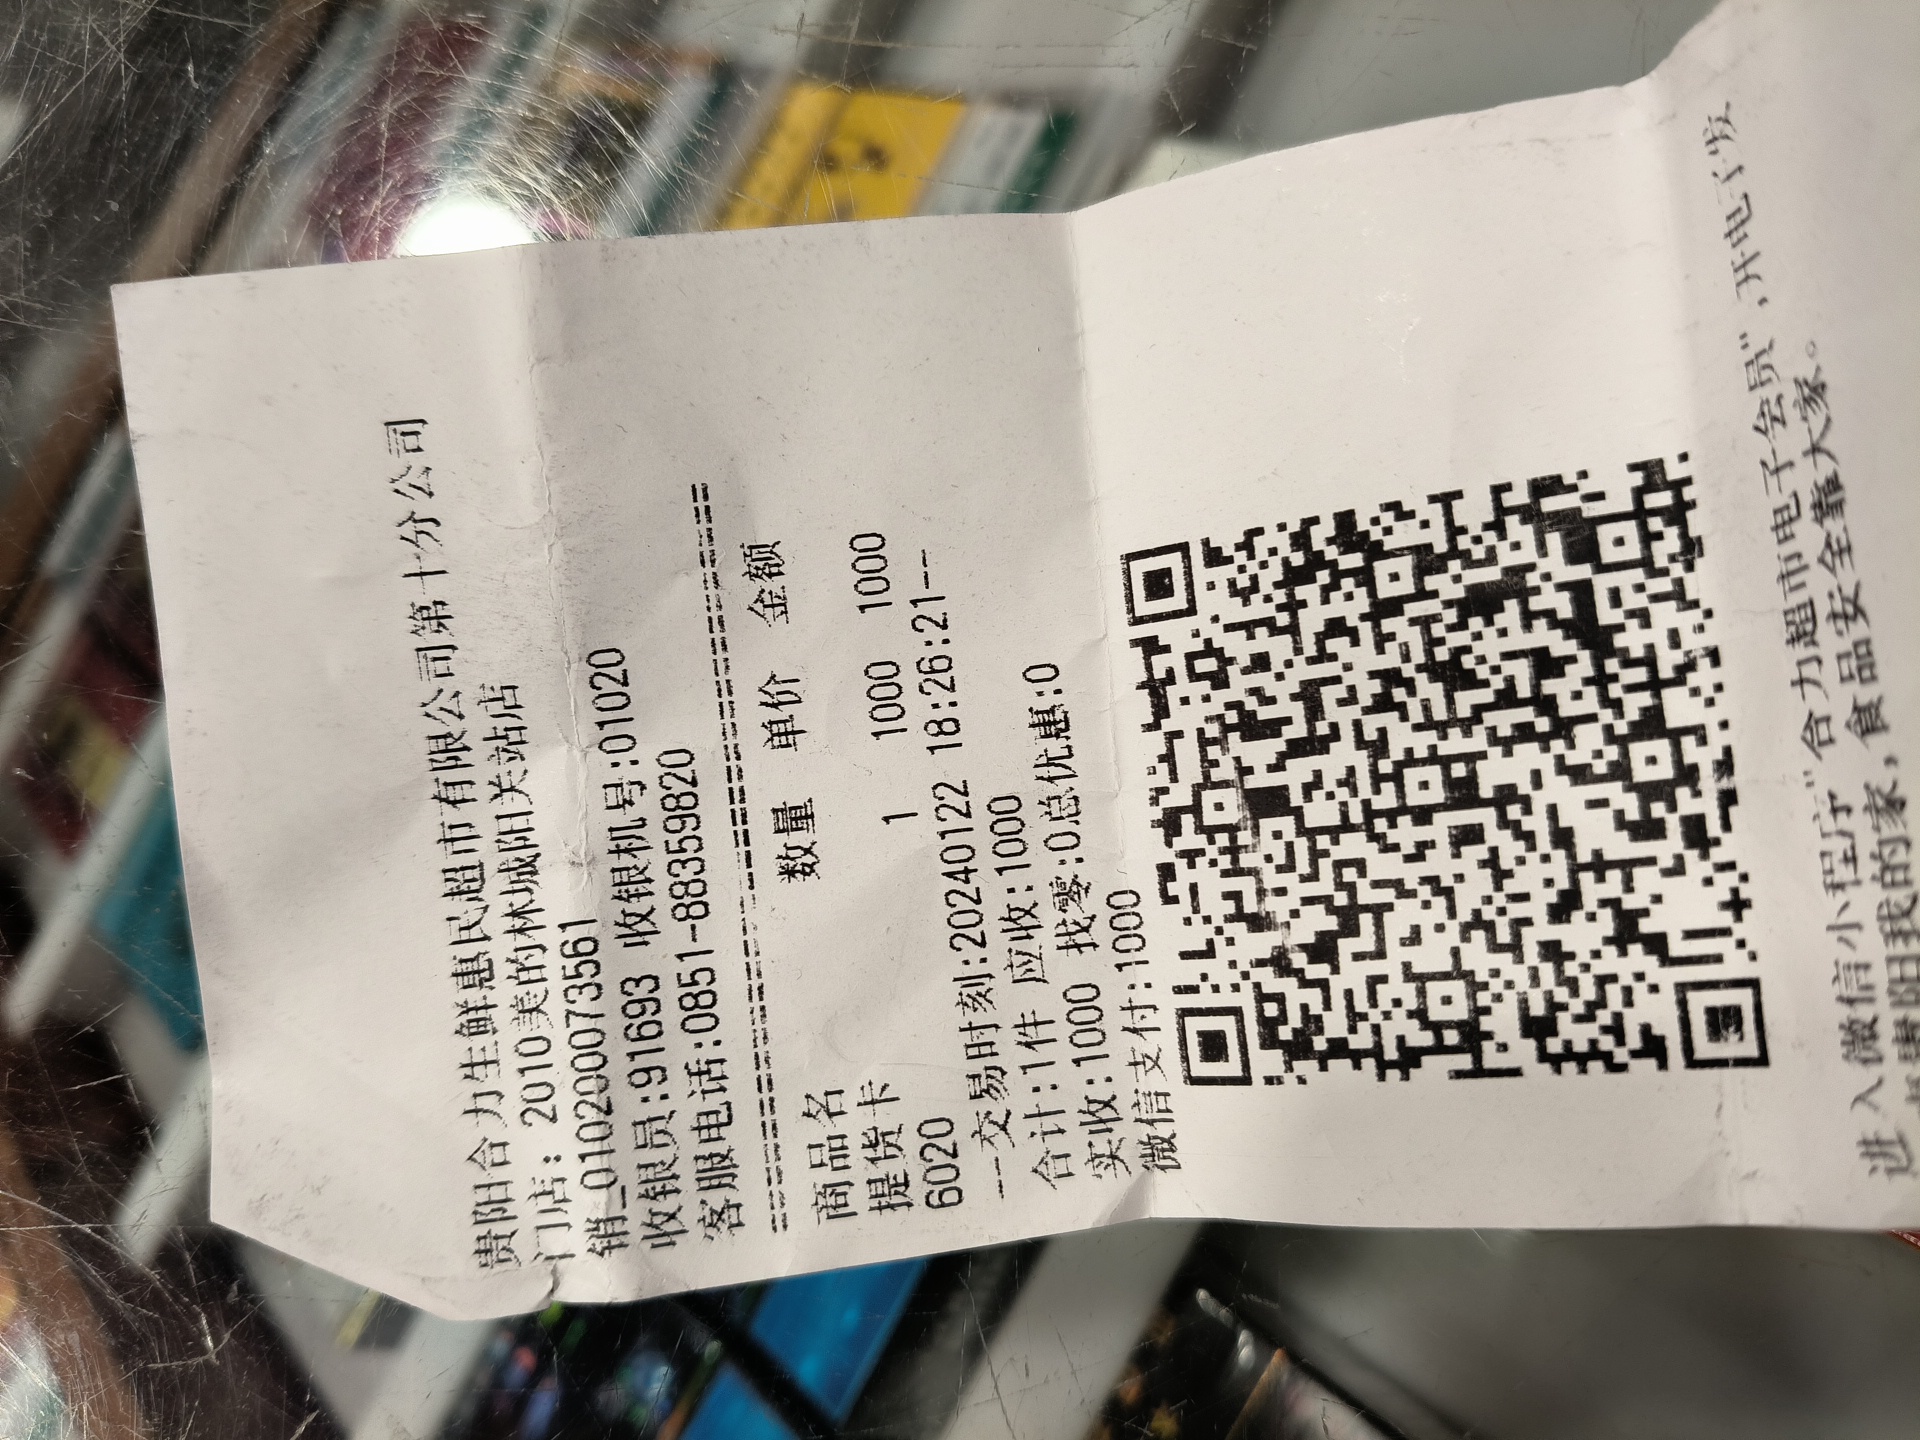 贵阳合力生鲜惠民超市有限公司第十分公司
门店：2010美的林城阳关站店
销_0102000073561
收银员:91693 收银机号:01020
客服电话:0851-88359820
商品名 数量 单价 金额
提货卡
6020 1 1000 1000
--交易时刻:20240122 18:26:21--
合计:1件 应收:1000
实收:1000 找零:0总优惠:0
微信支付:1000
进入微信小程序"合力超市电子会员",开电子发
贵阳我的家，食品安全靠大家。